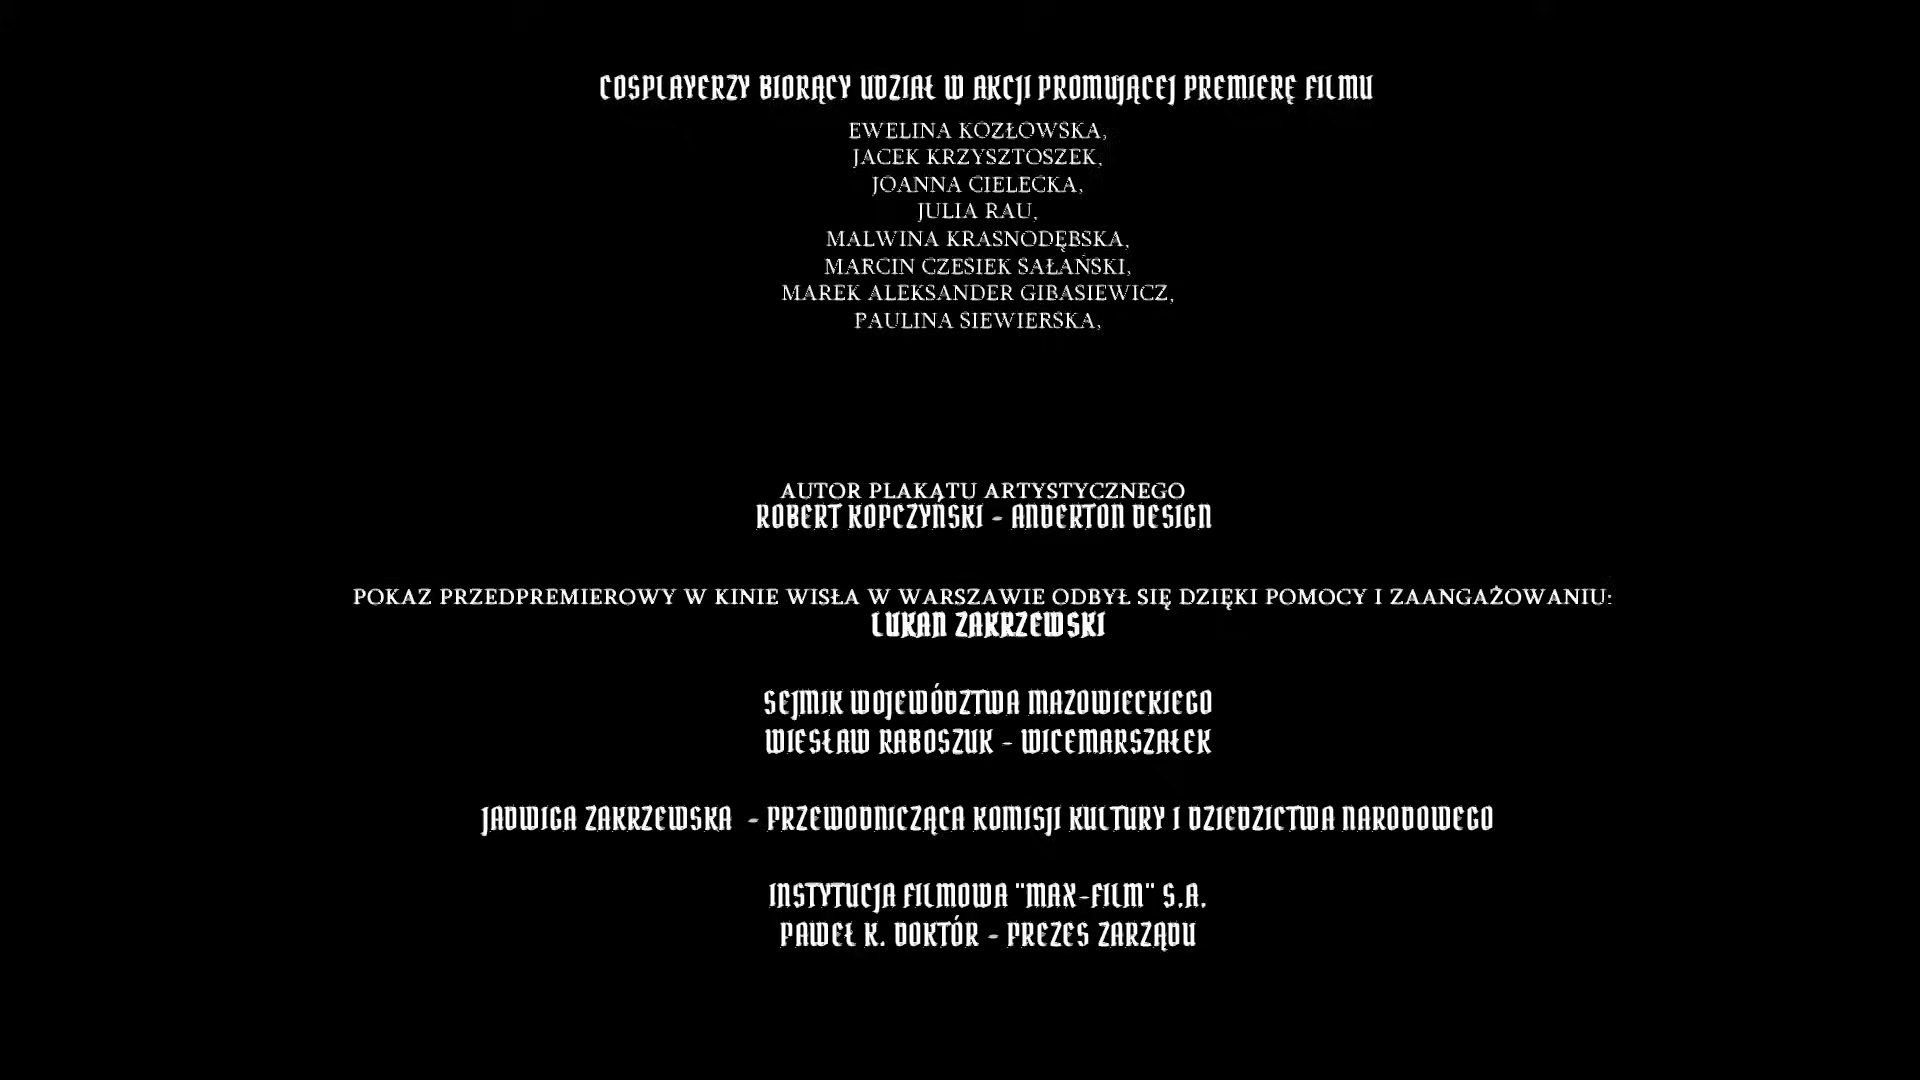 COSPLAYERZY BIORĄCY UDZIAŁ W AKCJI PROMUJĄCEJ PREMIERĘ FILMU
EWELINA KOZŁOWSKA,
JACEK KRZYSZTOSZEK,
JOANNA CIELECKA,
JULIA RAU,
MALWINA KRASNODĘBSKA,
MARCIN CZESIEK SAŁAŃSKI,
MAREK ALEKSANDER GIBASIEWICZ,
PAULINA SIEWIERSKA,
AUTOR PLAKATU ARTYSTYCZNEGO
ROBERT KOPCZYŃSKI - ANDERTON DESIGN
POKAZ PRZEDPREMIEROWY W KINIE WISŁA W WARSZAWIE ODBYŁ SIĘ DZIĘKI POMOCY I ZAANGAŻOWANIU:
LUKAN ZAKRZEWSKI
SEJMIK WOJEWÓDZTWA MAZOWIECKIEGO
WIESŁAW RABOSZUK - WICEMARSZAŁEK
JADWIGA ZAKRZEWSKA - PRZEWODNICZĄCA KOMISJI KULTURY I DZIEDZICTWA NARODOWEGO
INSTYTUCJA FILMOWA "MAX-FILM" S.A.
PAWEŁ K. DOKTÓR - PREZES ZARZĄDU